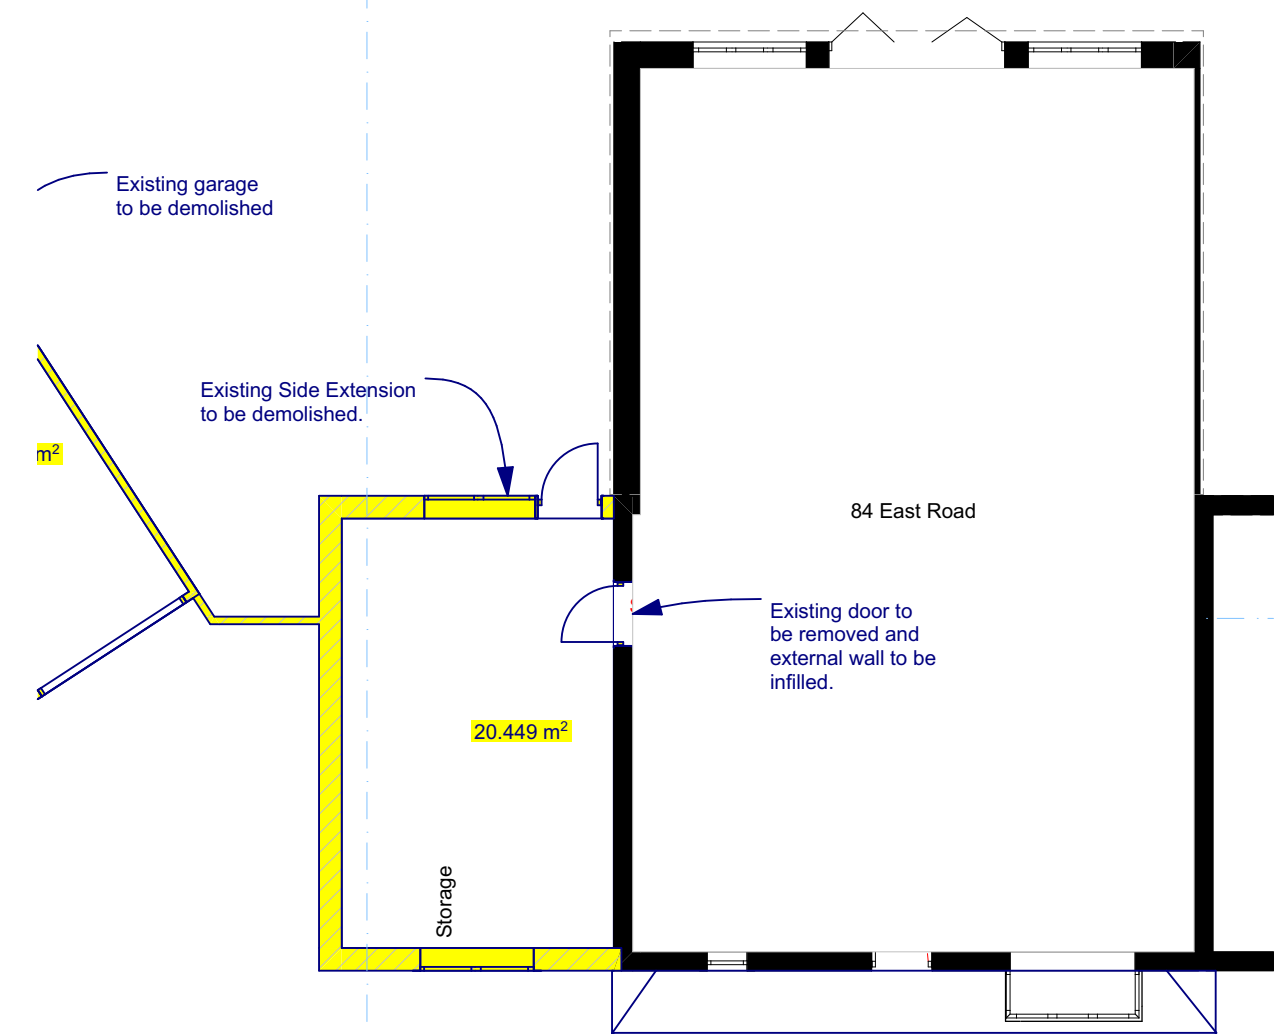 Existing garage
to be demolished
Existing Side Extension
to be demolished.
m²
84 East Road
Existing door to
be removed and
external wall to be
infilled.
20.449 m²
Storage